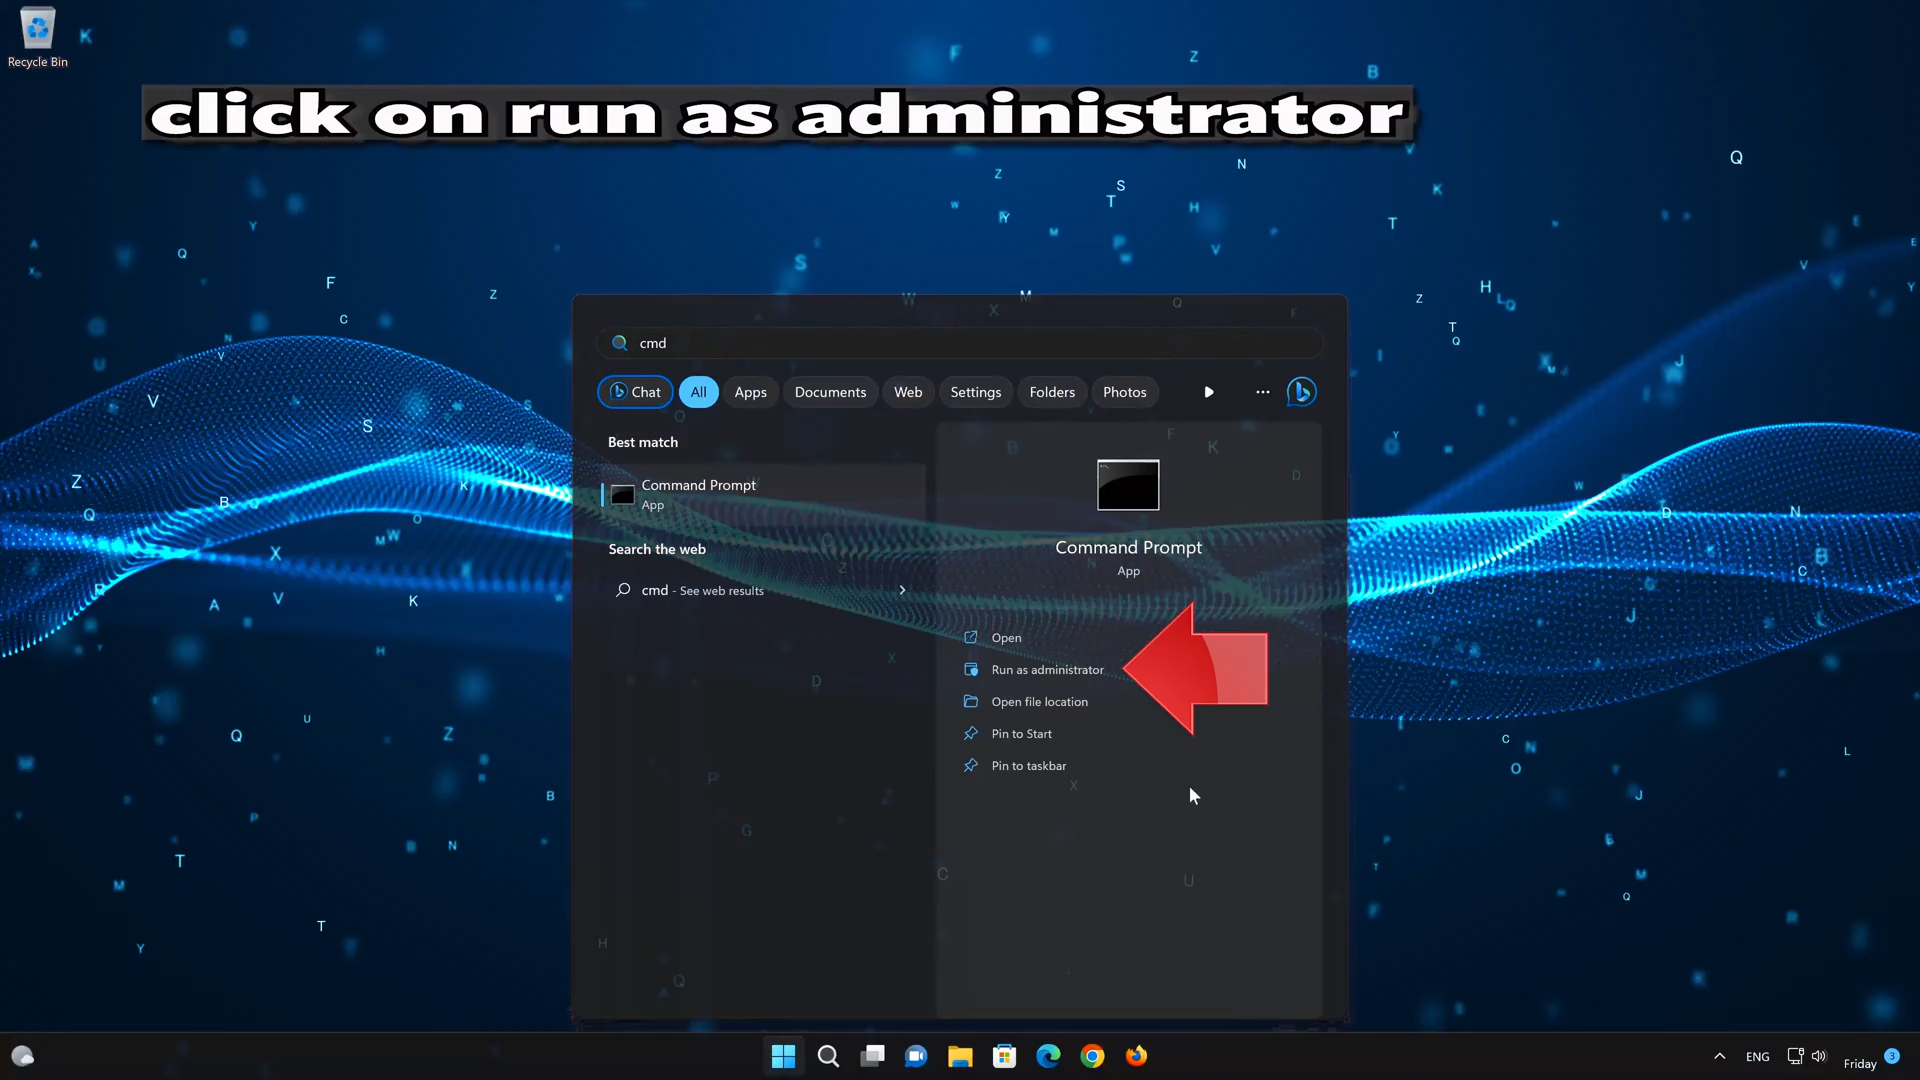 Recycle Bin
click on run as administrator
cmd
Chat
All
Apps
Documents
Web
Settings
Folders
Photos
Best match
Command Prompt
App
Search the web
cmd - See web results
Command Prompt
App
Open
Run as administrator
Open file location
Pin to Start
Pin to taskbar
ENG
Friday
3